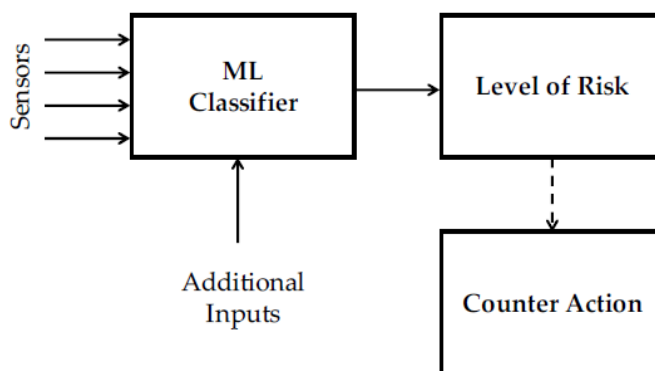 Sensors
ML
Classifier
Level of Risk
Additional
Inputs
Counter Action